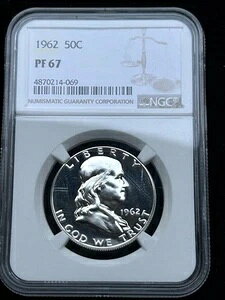 1962 50C
PF 67
4870214-069
NUMISMATIC GUARANTY CORPORATION
NGC
LIBERTY
1962
IN GOD WE TRUST